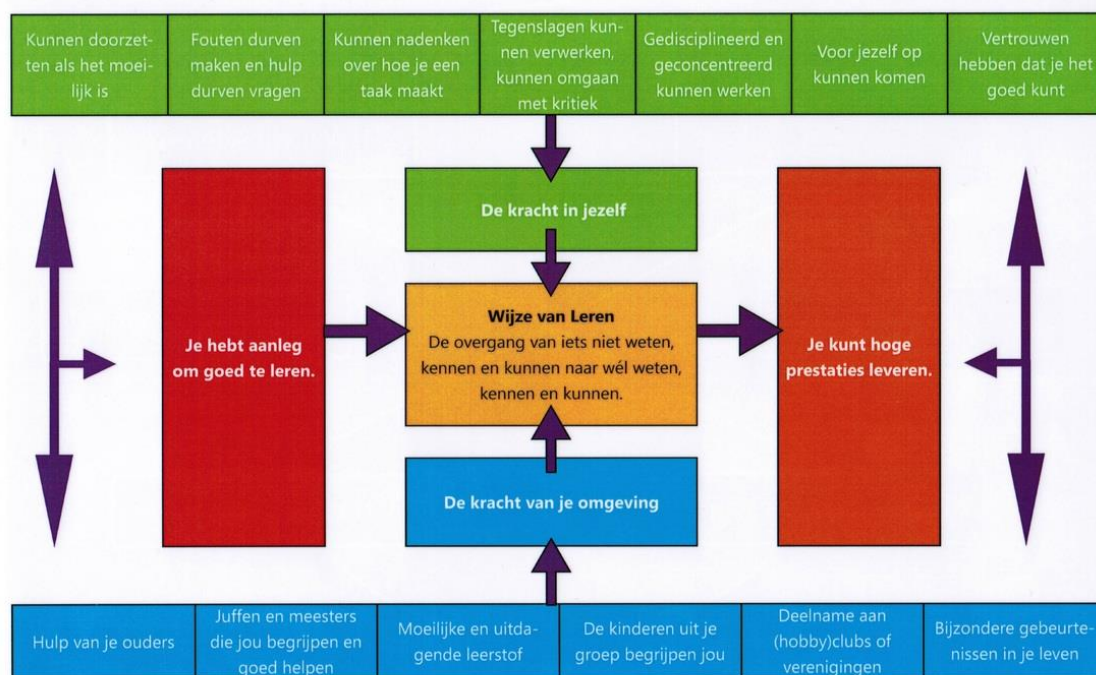 Kunnen doorzet-
ten als het moei-
lijk is
Fouten durven
maken en hulp
durven vragen
Kunnen nadenken
over hoe je een
taak maakt
Tegenslagen kun-
nen verwerken,
kunnen omgaan
met kritiek
Gedisciplineerd en
geconcentreerd
kunnen werken
Voor jezelf op
kunnen komen
Vertrouwen
hebben dat je het
goed kunt
De kracht in jezelf
Je hebt aanleg
om goed te leren.
Wijze van Leren
De overgang van iets niet weten,
kennen en kunnen naar wél weten,
kennen en kunnen.
Je kunt hoge
prestaties leveren.
De kracht van je omgeving
Hulp van je ouders
Juffen en meesters
die jou begrijpen en
goed helpen
Moeilijke en uitda-
gende leerstof
De kinderen uit je
groep begrijpen jou
Deelname aan
(hobby)clubs of
verenigingen
Bijzondere gebeurte-
nissen in je leven